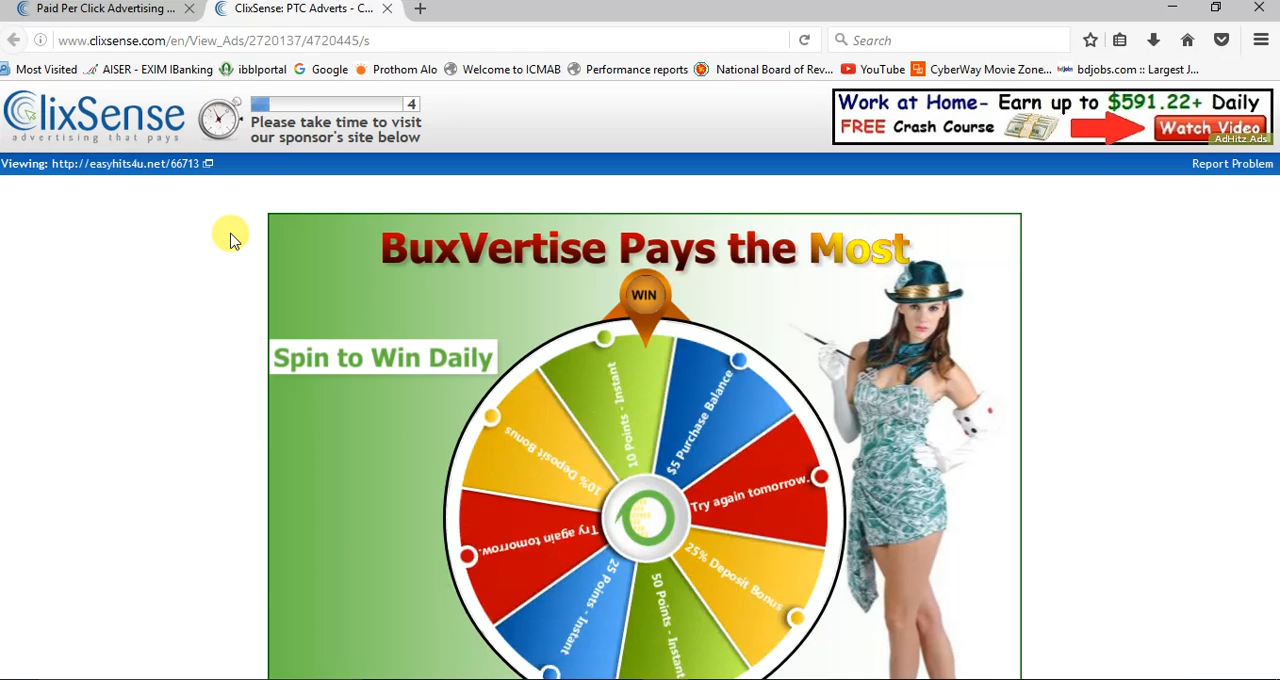 Paid Per Click Advertising ...
ClixSense: PTC Adverts - C...
www.clixsense.com/en/View_Ads/2720137/4720445/s
Search
Most Visited
AISER - EXIM IBanking
ibblportal
Google
Prothom Alo
Welcome to ICMAB
Performance reports
National Board of Rev...
YouTube
CyberWay Movie Zone...
bdjobs.com :: Largest J...
ClixSense
advertising that pays
4
Please take time to visit
our sponsor's site below
Work at Home- Earn up to $591.22+ Daily
FREE Crash Course
Watch Video
AdHitz Ads
Viewing: http://easyhits4u.net/66713
Report Problem
BuxVertise Pays the Most
WIN
Spin to Win Daily
10 Points - Instant
$5 Purchase Balance
Try again tomorrow.
25% Deposit Bonus
50 Points - Instant
25 Points - Instant
Try again tomorrow.
10% Deposit Bonus